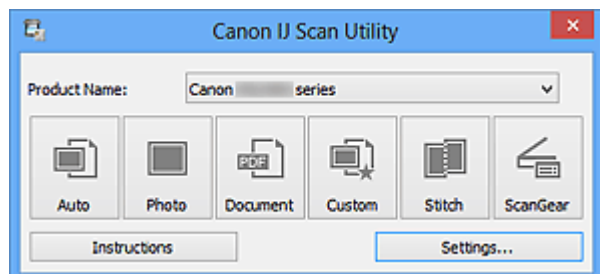 Canon IJ Scan Utility
Product Name: Canon series
PDF
Auto Photo Document Custom Stitch ScanGear
Instructions Settings...